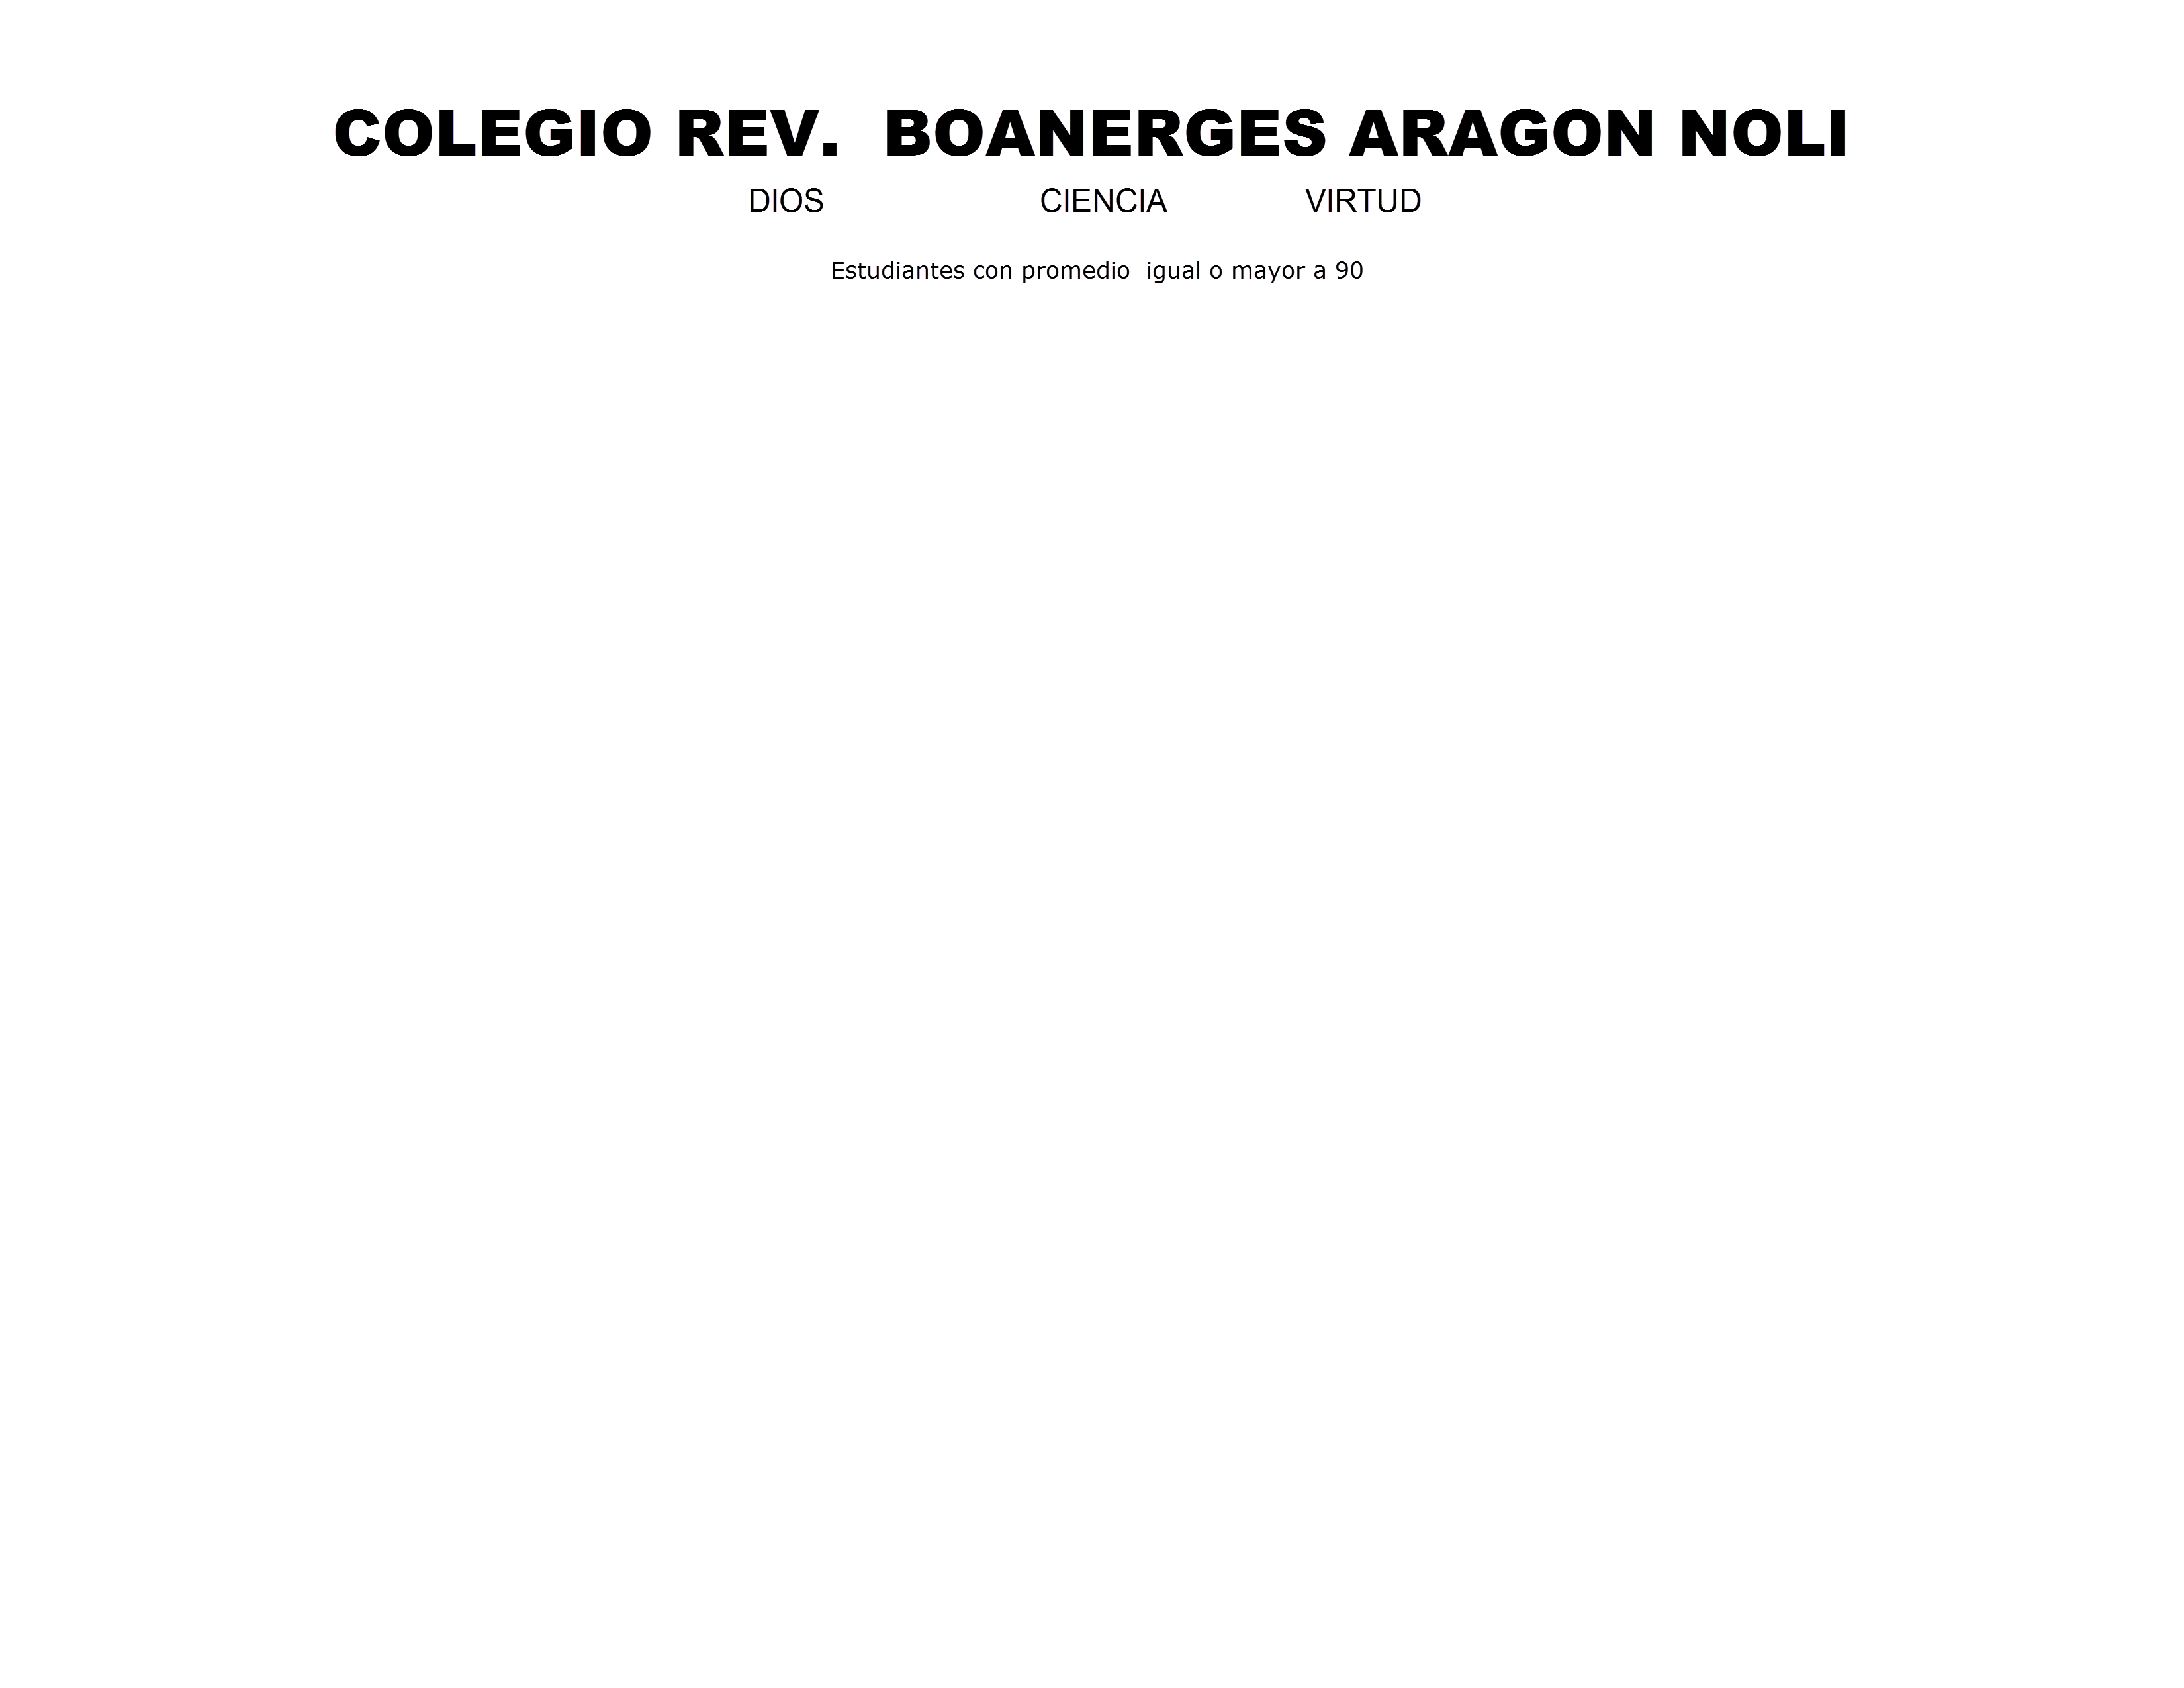 COLEGIO REV.  BOANERGES ARAGON NOLI
DIOS CIENCIA VIRTUD
Estudiantes con promedio  igual o mayor a 90